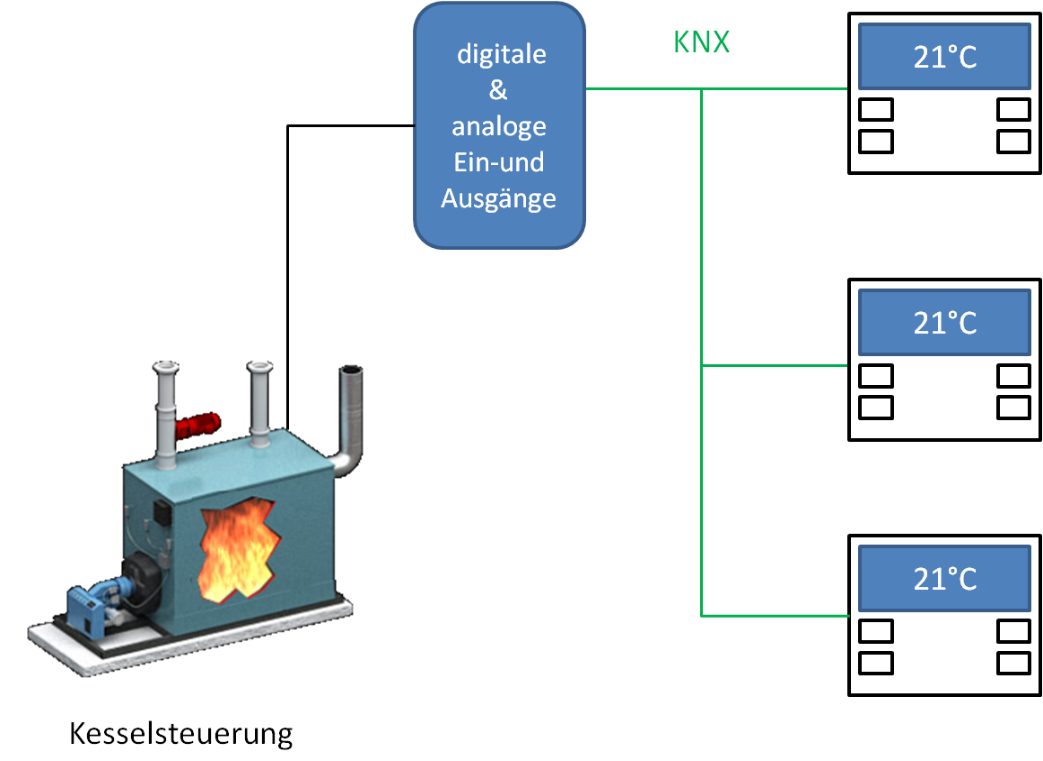 digitale
&
analoge
Ein-und
Ausgänge
KNX
21°C
21°C
21°C
Kesselsteuerung